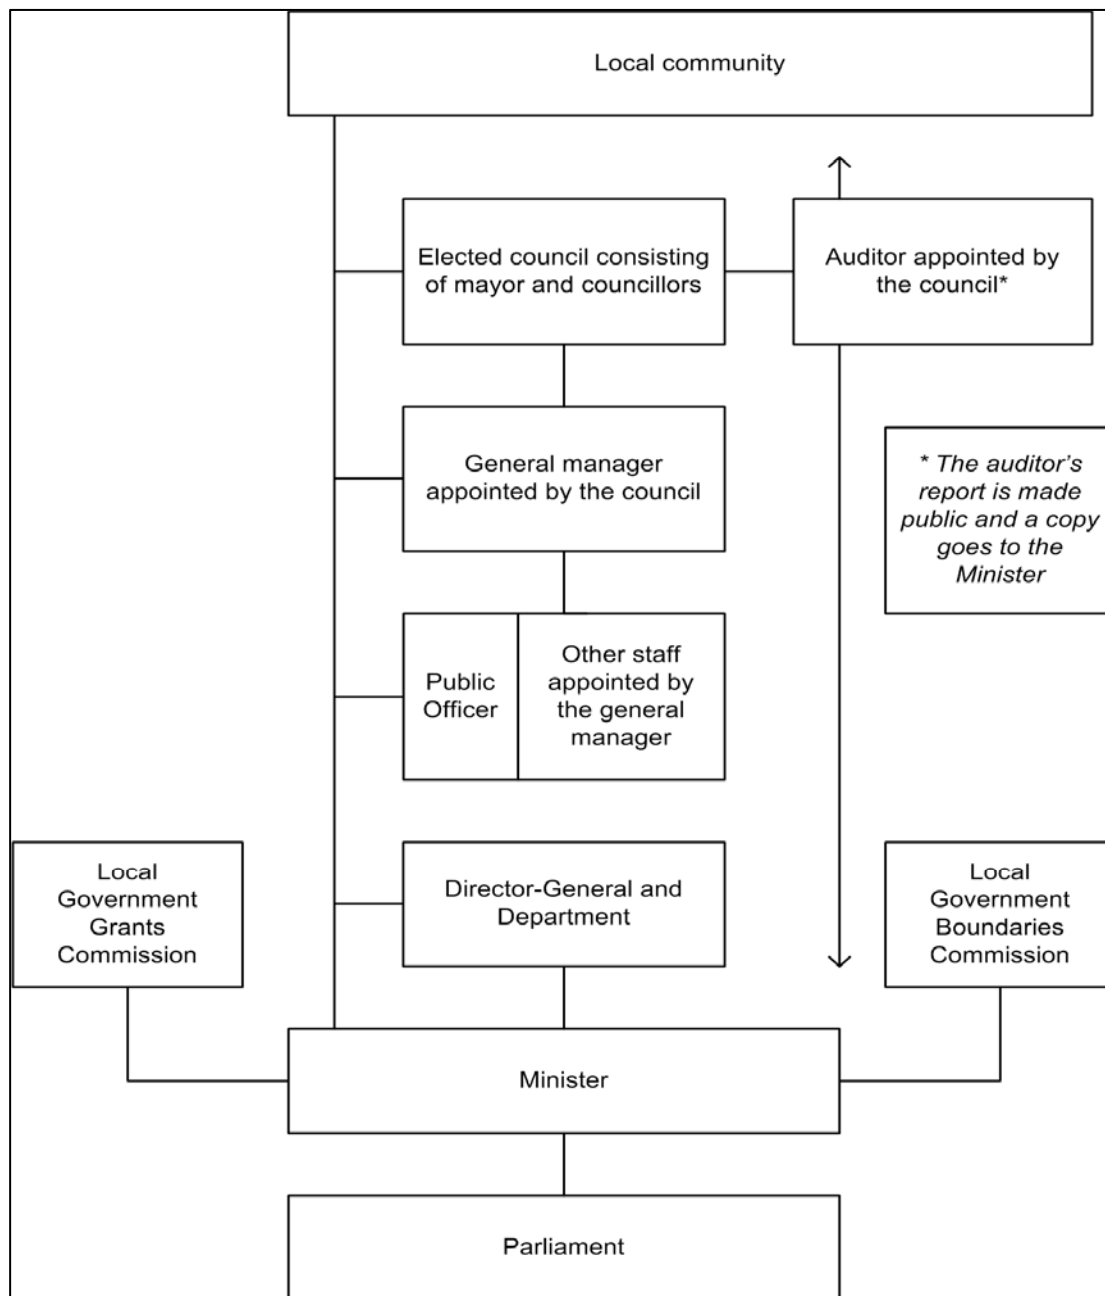 Local community
Elected council consisting
of mayor and councillors
Auditor appointed by
the council*
General manager
appointed by the council
* The auditor's
report is made
public and a copy
goes to the
Minister
Public
Officer
Other staff
appointed by
the general
manager
Local
Government
Grants
Commission
Director-General and
Department
Local
Government
Boundaries
Commission
Minister
Parliament